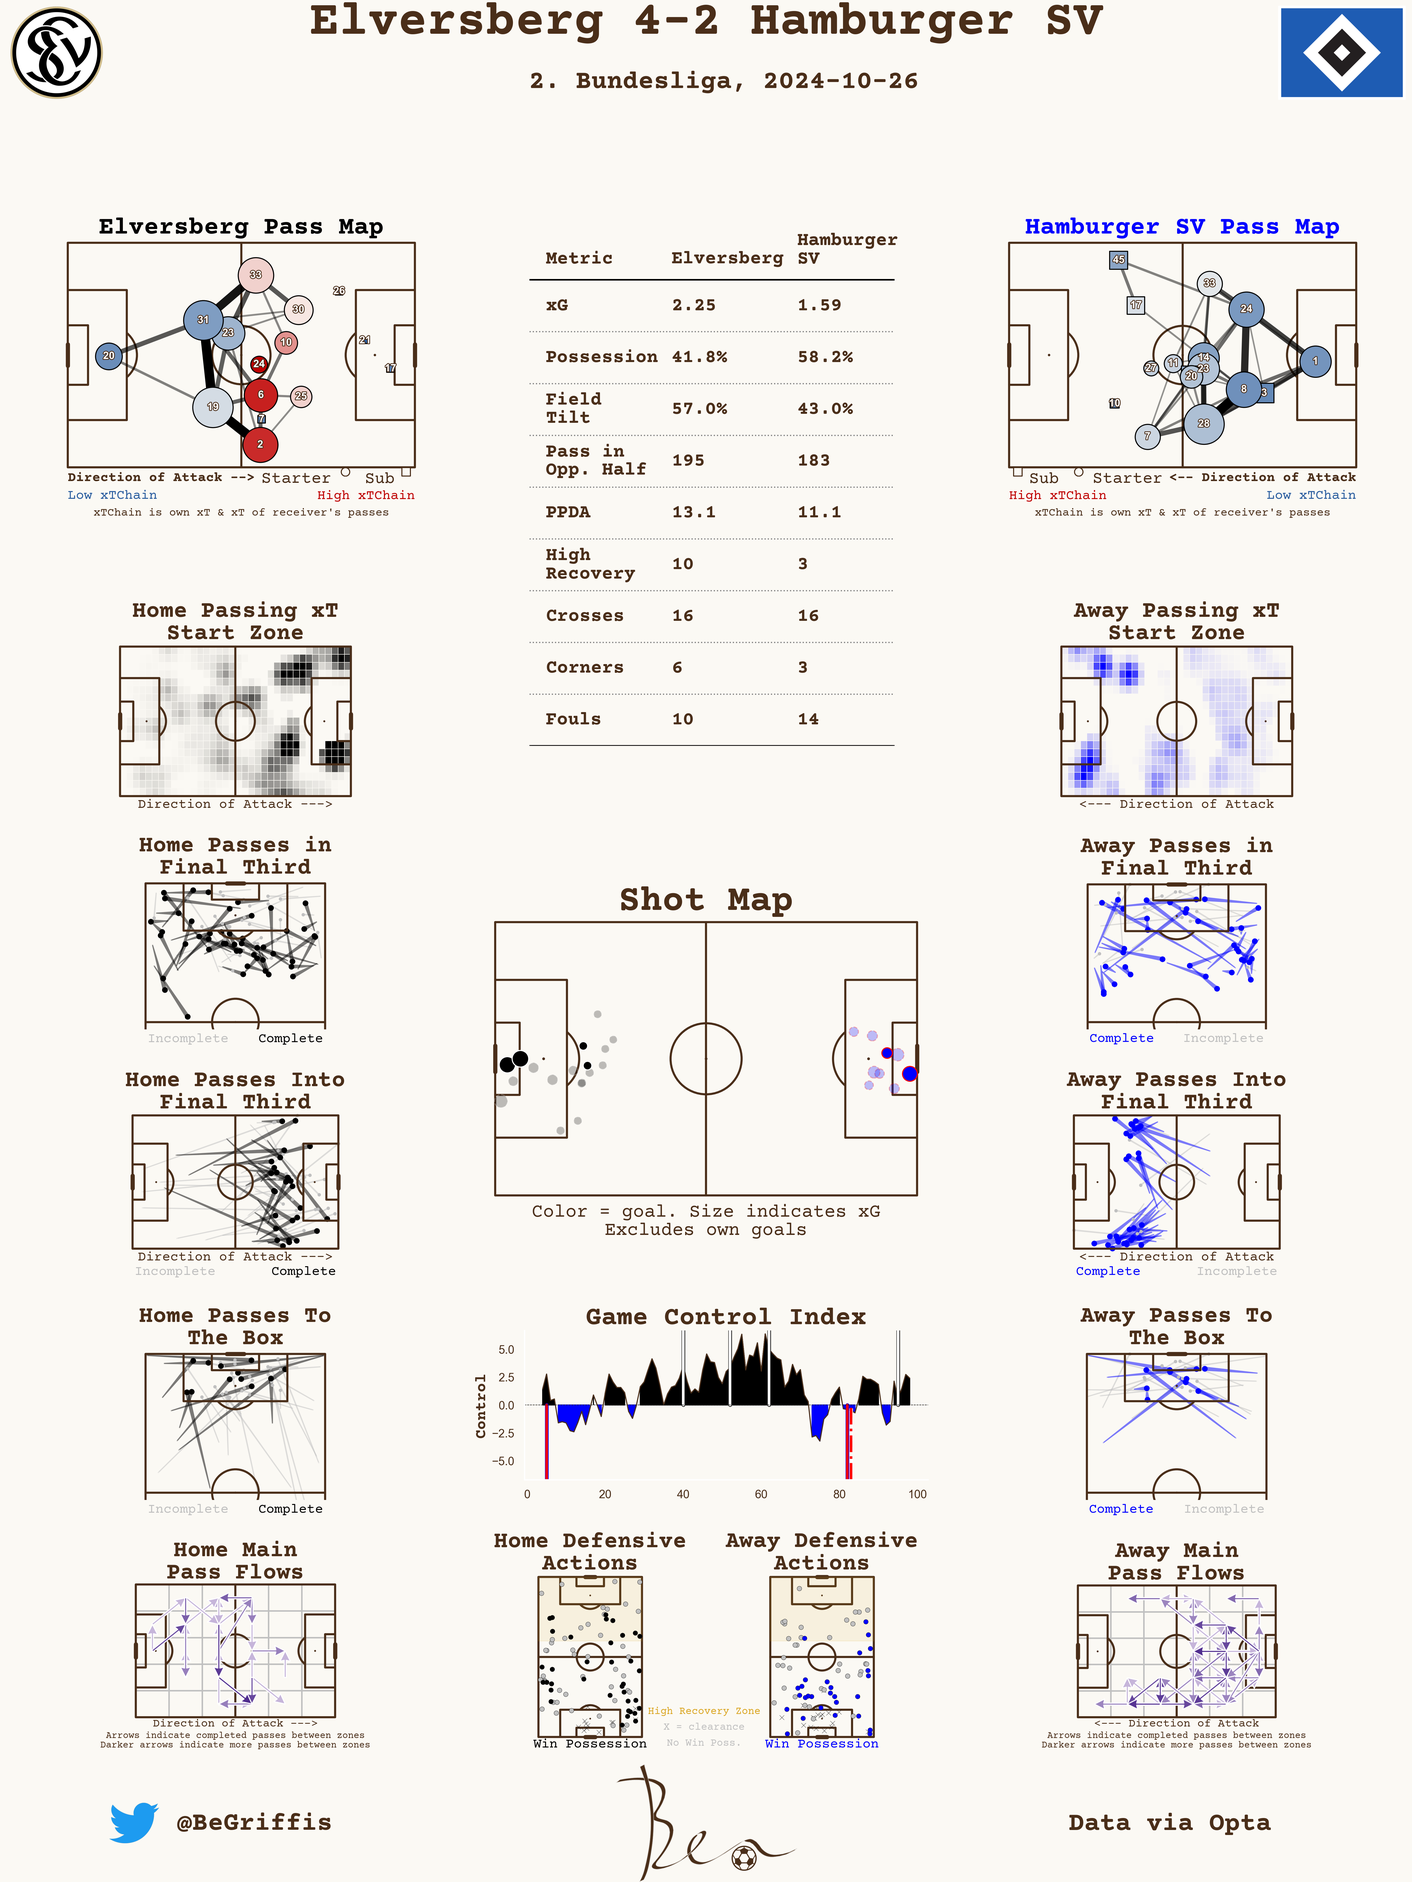 Elversberg 4-2 Hamburger SV
2. Bundesliga, 2024-10-26
Elversberg Pass Map
33
26
30
31
23
10
21
20
24
17
6
25
19
7
2
Direction of Attack --> Starter Sub
Low xTChain High xTChain
xTChain is own xT & xT of receiver's passes
Metric Elversberg Hamburger SV
xG 2.25 1.59
Possession 41.8% 58.2%
Field Tilt 57.0% 43.0%
Pass in Opp. Half 195 183
PPDA 13.1 11.1
High Recovery 10 3
Crosses 16 16
Corners 6 3
Fouls 10 14
Hamburger SV Pass Map
45
33
17
24
14
1
11
27
23
20
8
3
10
28
7
Sub Starter <-- Direction of Attack
High xTChain Low xTChain
xTChain is own xT & xT of receiver's passes
Home Passing xT
Start Zone
Direction of Attack --->
Away Passing xT
Start Zone
<--- Direction of Attack
Home Passes in
Final Third
Incomplete Complete
Away Passes in
Final Third
Complete Incomplete
Shot Map
Color = goal. Size indicates xG
Excludes own goals
Home Passes Into
Final Third
Direction of Attack --->
Incomplete Complete
Away Passes Into
Final Third
<--- Direction of Attack
Complete Incomplete
Home Passes To
The Box
Incomplete Complete
Game Control Index
Control
5.0
2.5
0.0
−2.5
−5.0
0 20 40 60 80 100
Away Passes To
The Box
Complete Incomplete
Home Main
Pass Flows
Direction of Attack --->
Arrows indicate completed passes between zones
Darker arrows indicate more passes between zones
Home Defensive
Actions
Win Possession
High Recovery Zone
X = clearance
No Win Poss.
Away Defensive
Actions
Win Possession
Away Main
Pass Flows
<--- Direction of Attack
Arrows indicate completed passes between zones
Darker arrows indicate more passes between zones
@BeGriffis
Ben
Data via Opta